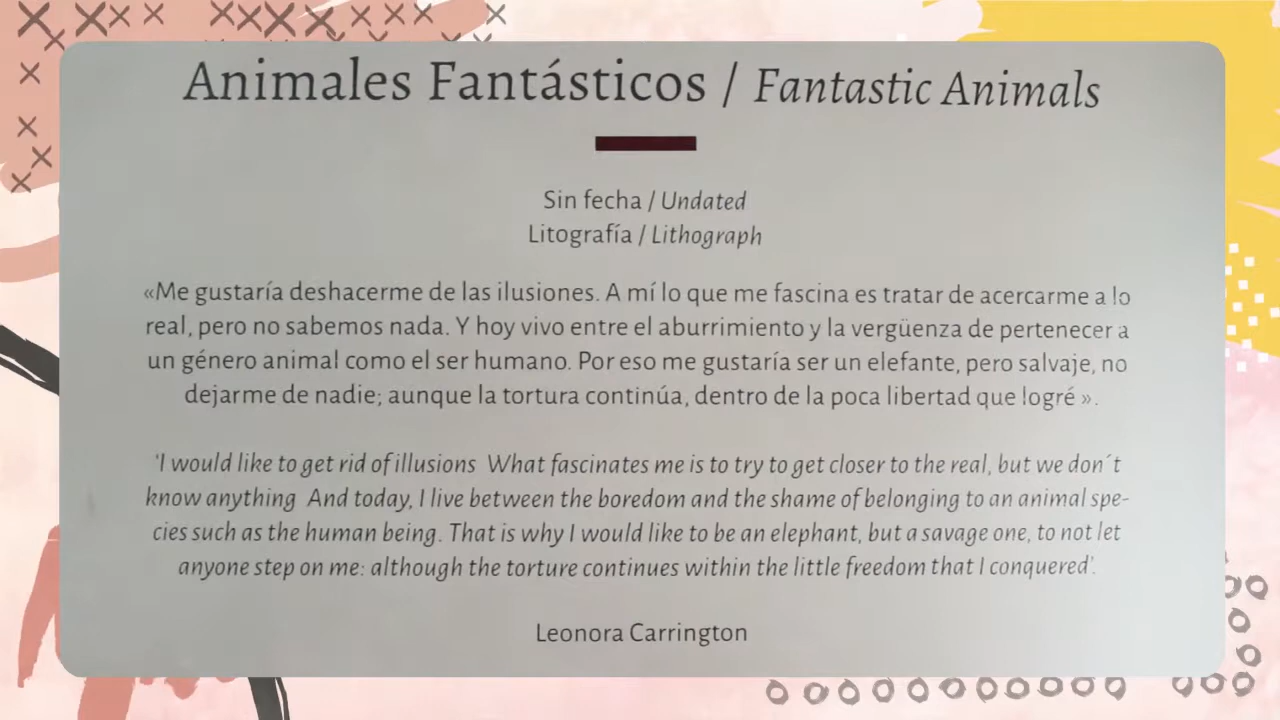 Animales Fantásticos / Fantastic Animals
Sin fecha / Undated
Litografía / Lithograph
«Me gustaría deshacerme de las ilusiones. A mí lo que me fascina es tratar de acercarme a lo
real, pero no sabemos nada. Y hoy vivo entre el aburrimiento y la vergüenza de pertenecer a
un género animal como el ser humano. Por eso me gustaría ser un elefante, pero salvaje, no
dejarme de nadie; aunque la tortura continúa, dentro de la poca libertad que logré ».
'I would like to get rid of illusions  What fascinates me is to try to get closer to the real, but we don´t
know anything  And today, I live between the boredom and the shame of belonging to an animal spe-
cies such as the human being. That is why I would like to be an elephant, but a savage one, to not let
anyone step on me: although the torture continues within the little freedom that I conquered'.
Leonora Carrington